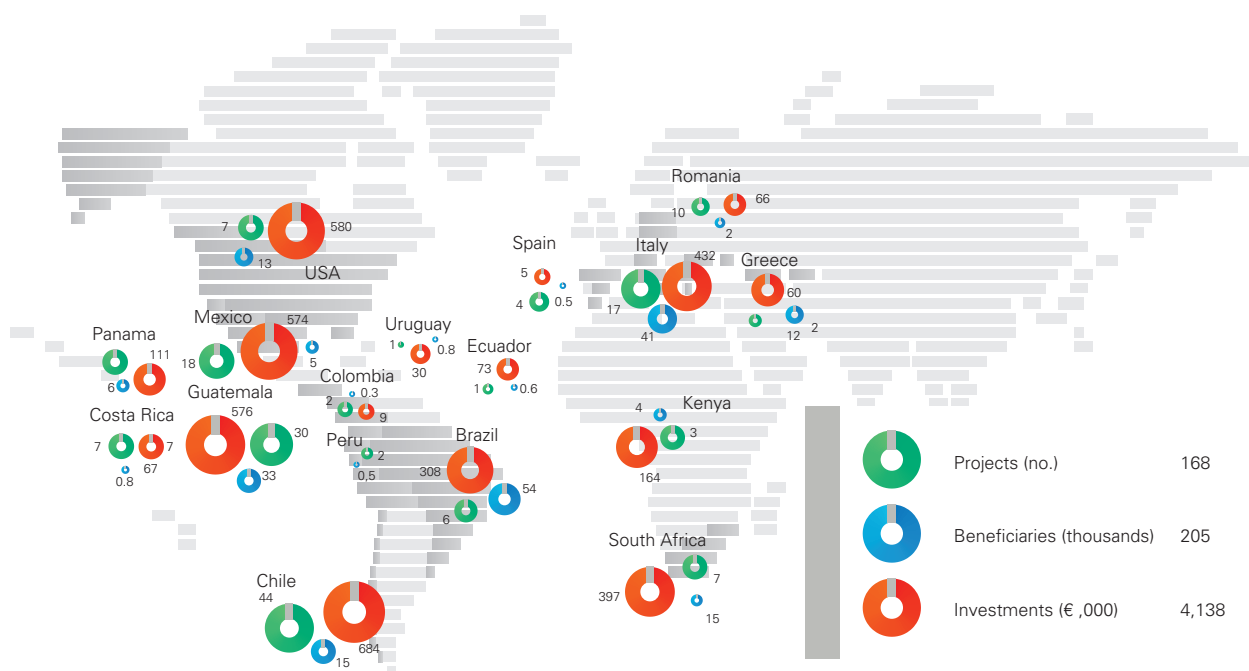 Romania
10
66
2
7
580
13
USA
Spain
5
4
0.5
Italy
432
17
41
Greece
60
2
12
Mexico
574
18
5
Panama
111
6
Uruguay
1
0.8
30
Ecuador
73
1
0.6
Colombia
0.3
2
9
Guatemala
576
30
33
Costa Rica
7
7
67
0.8
Peru
2
0,5
Brazil
308
54
6
Kenya
4
3
164
South Africa
397
7
15
Chile
44
684
15
Projects (no.) 168
Beneficiaries (thousands) 205
Investments (€ ,000) 4,138